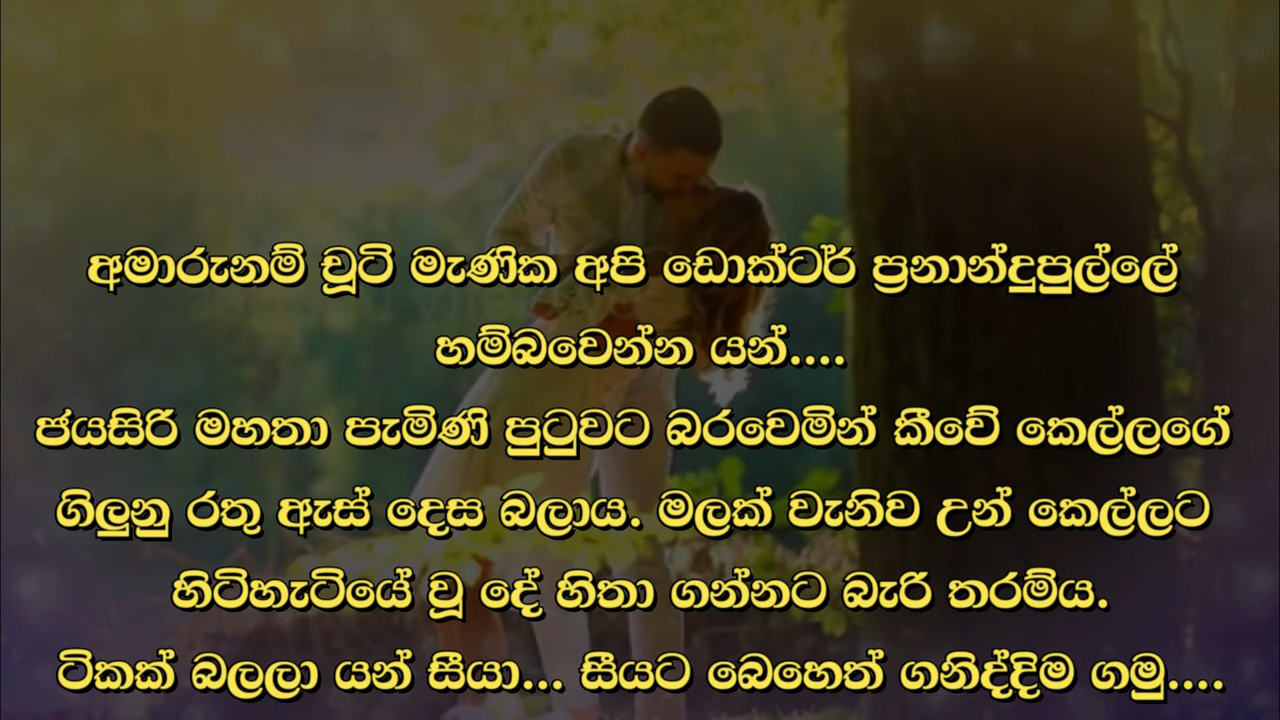 අමාරුනම් චූටි මැණික අපි ඩොක්ටර් ප්‍රනාන්දුපුල්ලේ
හම්බවෙන්න යන්....
ජයසිරි මහතා පැමිණි පුටුවට බරවෙමින් කීවේ කෙල්ලගේ
ගිලුනු රතු ඇස් දෙස බලාය. මලක් වැනිව උන් කෙල්ලට
හිටිහැටියේ වූ දේ හිතා ගන්නට බැරි තරම්ය.
ටිකක් බලලා යන් සීයා... සීයට බෙහෙත් ගනිද්දිම ගමු....